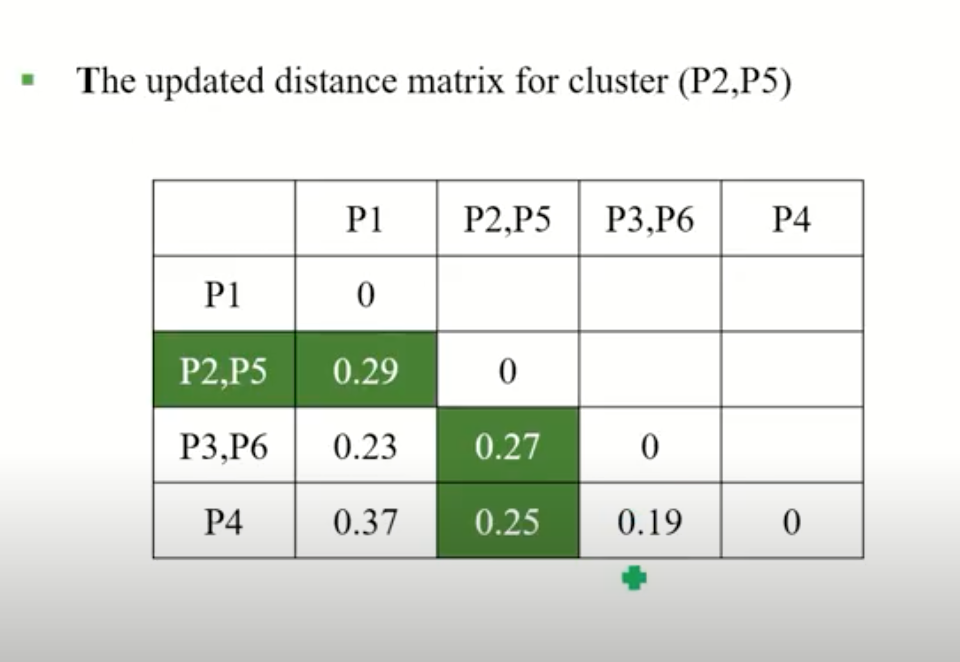 The updated distance matrix for cluster (P2,P5)
P1 P2,P5 P3,P6 P4
P1 0
P2,P5 0.29 0
P3,P6 0.23 0.27 0
P4 0.37 0.25 0.19 0